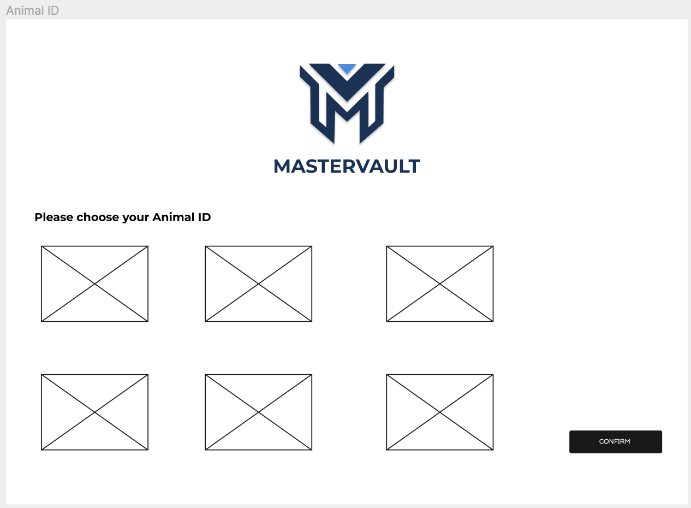 Animal ID
MASTERVAULT
Please choose your Animal ID
CONFIRM